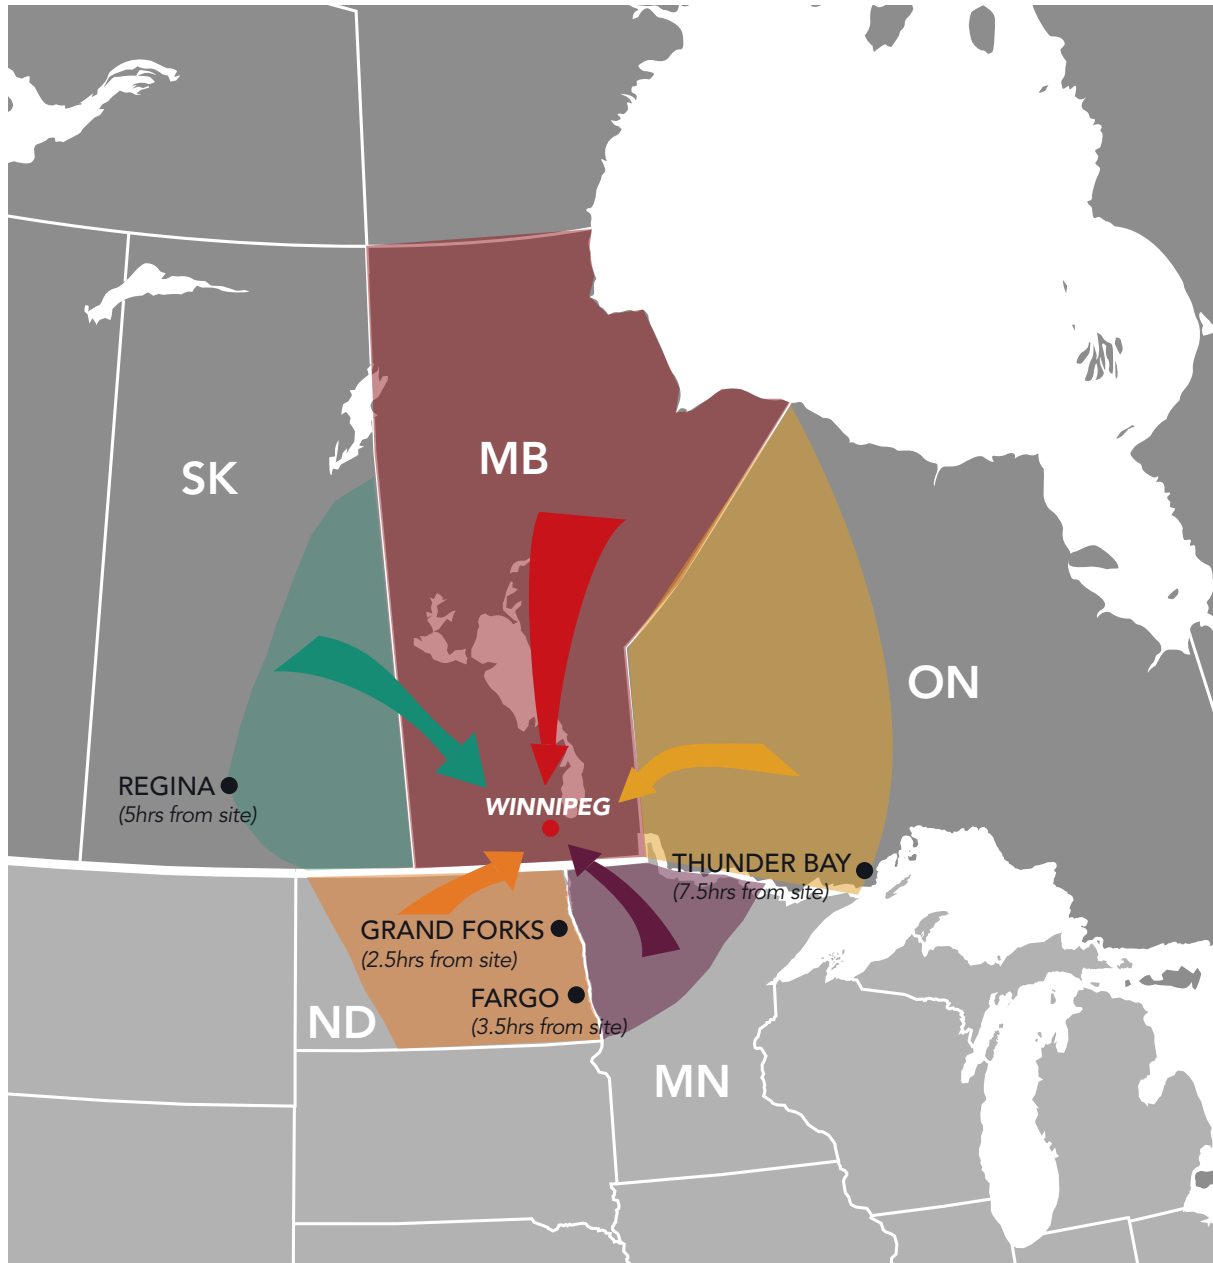 MB
SK
ON
REGINA
(5hrs from site)
WINNIPEG
THUNDER BAY
(7.5hrs from site)
GRAND FORKS
(2.5hrs from site)
FARGO
(3.5hrs from site)
ND
MN